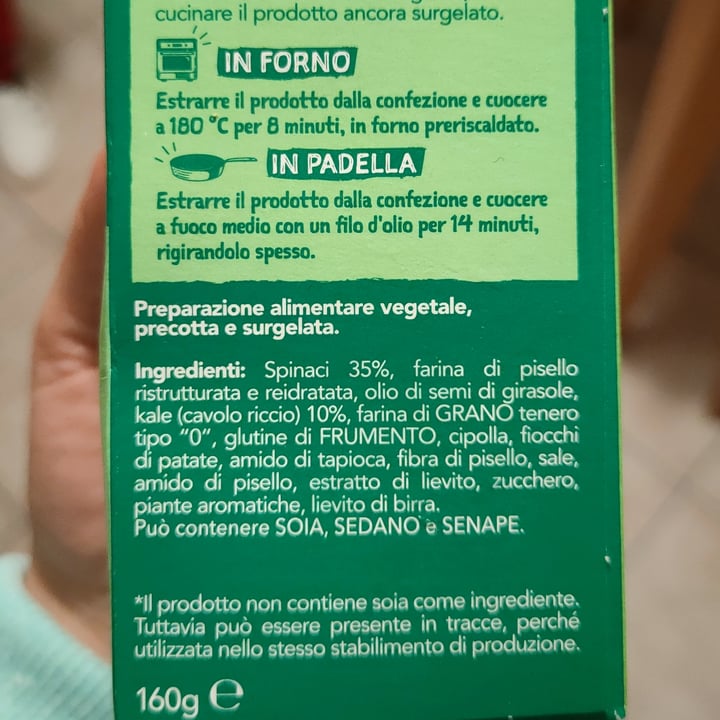 cucinare il prodotto ancora surgelato.
IN FORNO
Estrarre il prodotto dalla confezione e cuocere
a 180 °C per 8 minuti, in forno preriscaldato.
IN PADELLA
Estrarre il prodotto dalla confezione e cuocere
a fuoco medio con un filo d'olio per 14 minuti,
rigirandolo spesso.
Preparazione alimentare vegetale,
precotta e surgelata.
Ingredienti: Spinaci 35%, farina di pisello
ristrutturata e reidratata, olio di semi di girasole,
kale (cavolo riccio) 10%, farina di GRANO tenero
tipo "0", glutine di FRUMENTO, cipolla, fiocchi
di patate, amido di tapioca, fibra di pisello, sale,
amido di pisello, estratto di lievito, zucchero,
piante aromatiche, lievito di birra.
Può contenere SOIA, SEDANO e SENAPE.
*Il prodotto non contiene soia come ingrediente.
Tuttavia può essere presente in tracce, perché
utilizzata nello stesso stabilimento di produzione.
160g e